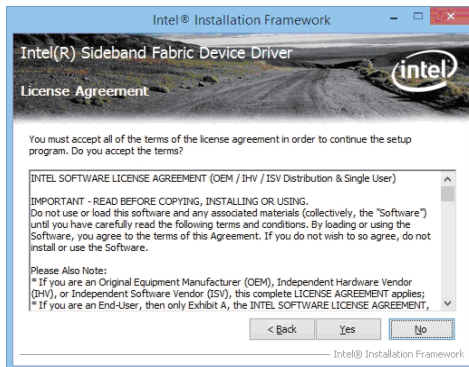 Intel® Installation Framework
Intel(R) Sideband Fabric Device Driver
intel
License Agreement
You must accept all of the terms of the license agreement in order to continue the setup
program. Do you accept the terms?
INTEL SOFTWARE LICENSE AGREEMENT (OEM / IHV / ISV Distribution & Single User)
IMPORTANT - READ BEFORE COPYING, INSTALLING OR USING.
Do not use or load this software and any associated materials (collectively, the "Software")
until you have carefully read the following terms and conditions. By loading or using the
Software, you agree to the terms of this Agreement. If you do not wish to so agree, do not
install or use the Software.
Please Also Note:
* If you are an Original Equipment Manufacturer (OEM), Independent Hardware Vendor
(IHV), or Independent Software Vendor (ISV), this complete LICENSE AGREEMENT applies;
* If you are an End-User, then only Exhibit A, the INTEL SOFTWARE LICENSE AGREEMENT,
< Back Yes No
Intel® Installation Framework